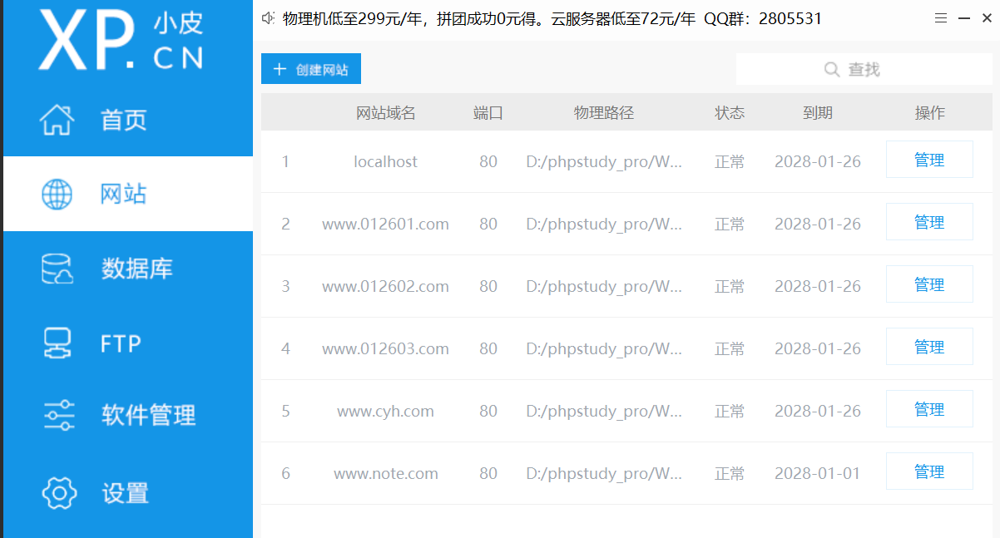 XP.CN 小皮
首页
网站
数据库
FTP
软件管理
设置
物理机低至299元/年，拼团成功0元得。云服务器低至72元/年 QQ群：2805531
创建网站
查找
网站域名 端口 物理路径 状态 到期 操作
1 localhost 80 D:/phpstudy_pro/W... 正常 2028-01-26 管理
2 www.012601.com 80 D:/phpstudy_pro/W... 正常 2028-01-26 管理
3 www.012602.com 80 D:/phpstudy_pro/W... 正常 2028-01-26 管理
4 www.012603.com 80 D:/phpstudy_pro/W... 正常 2028-01-26 管理
5 www.cyh.com 80 D:/phpstudy_pro/W... 正常 2028-01-26 管理
6 www.note.com 80 D:/phpstudy_pro/W... 正常 2028-01-01 管理